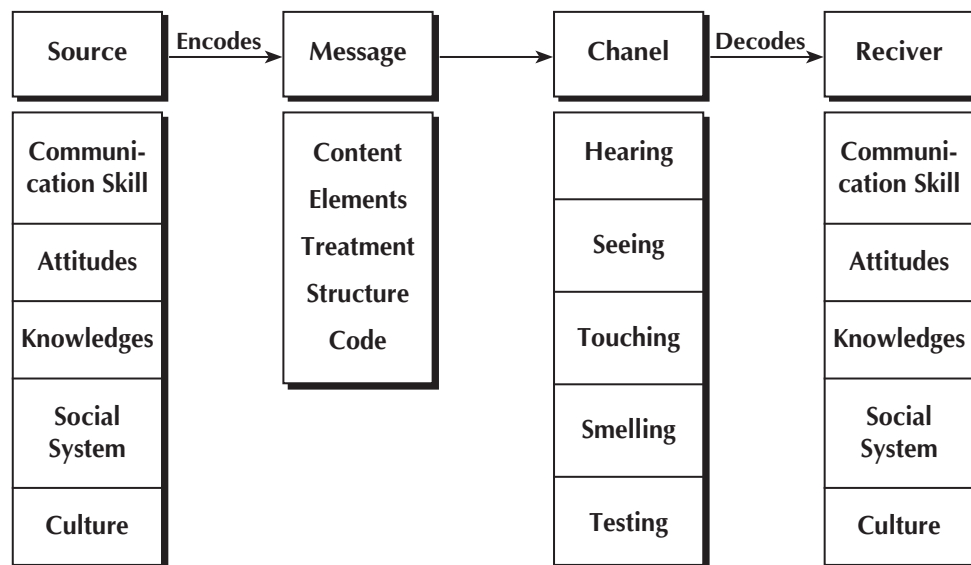 Source
Encodes
Message
Chanel
Decodes
Reciver
Communi-
cation Skill
Attitudes
Knowledges
Social
System
Culture
Content
Elements
Treatment
Structure
Code
Hearing
Seeing
Touching
Smelling
Testing
Communi-
cation Skill
Attitudes
Knowledges
Social
System
Culture